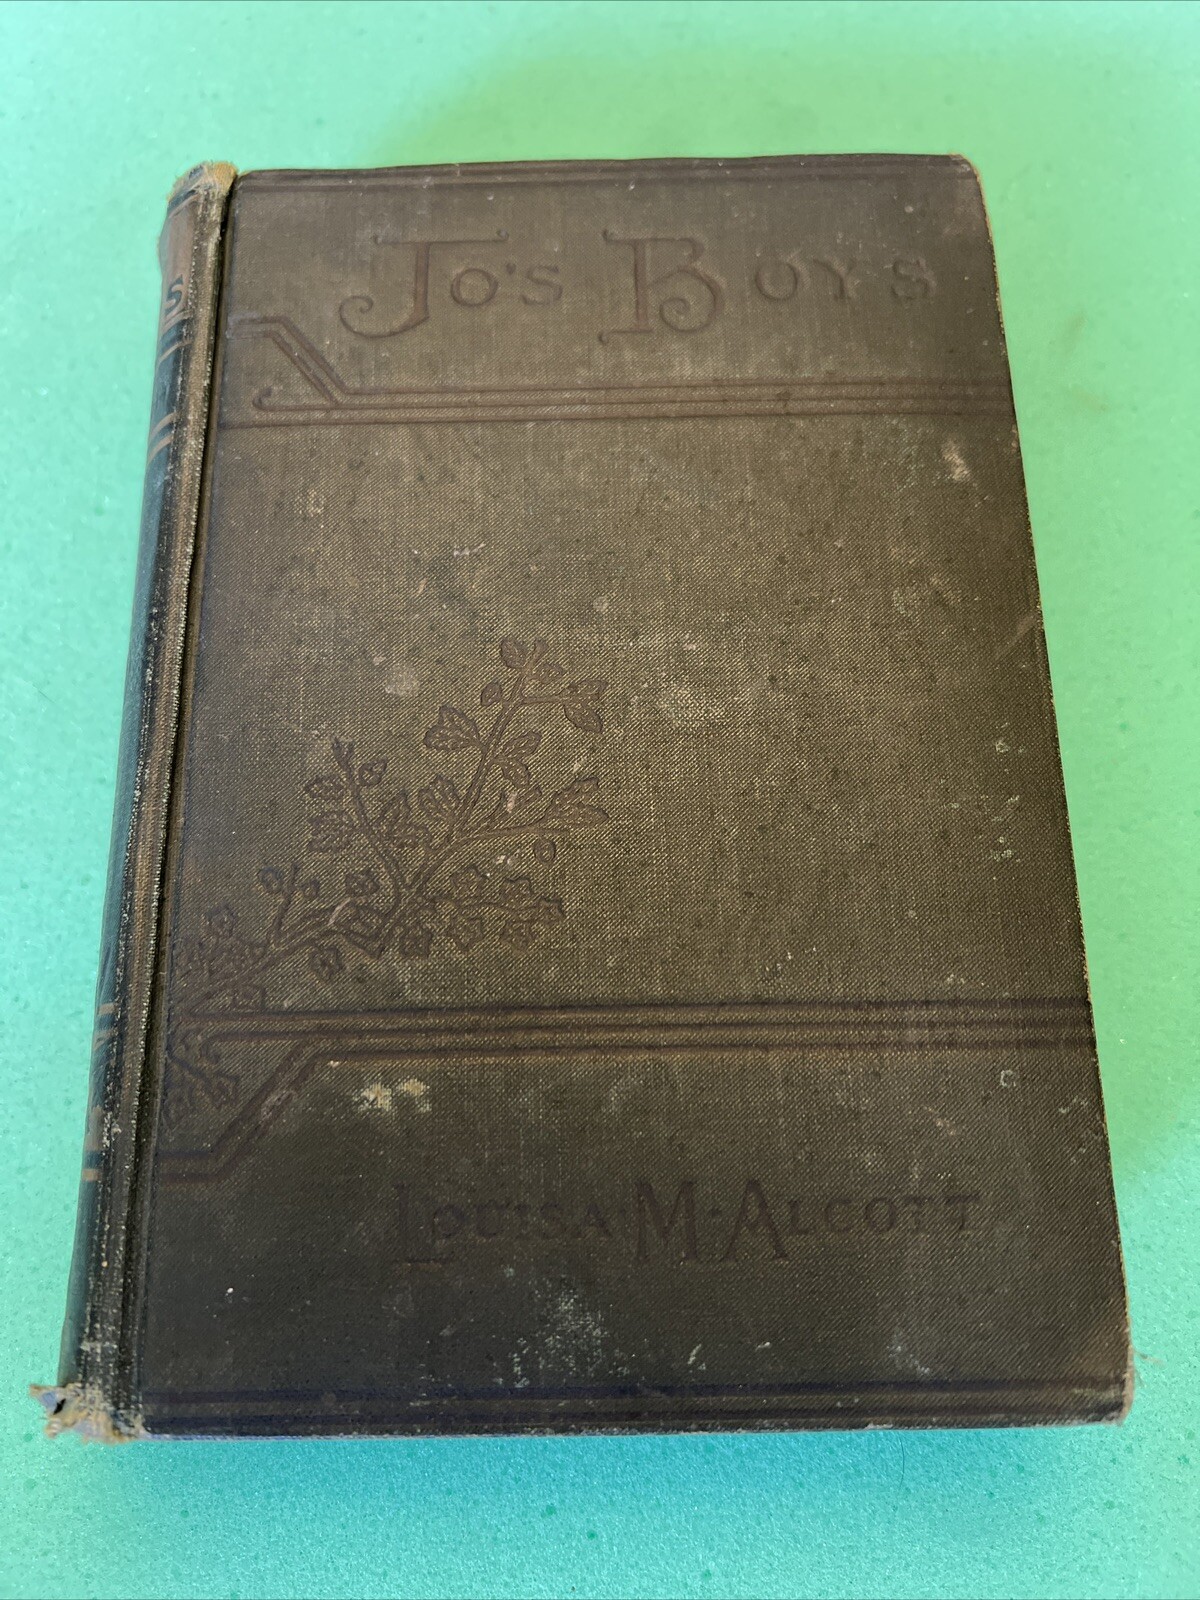 Jo's Boys
S
Louisa · M · Alcott